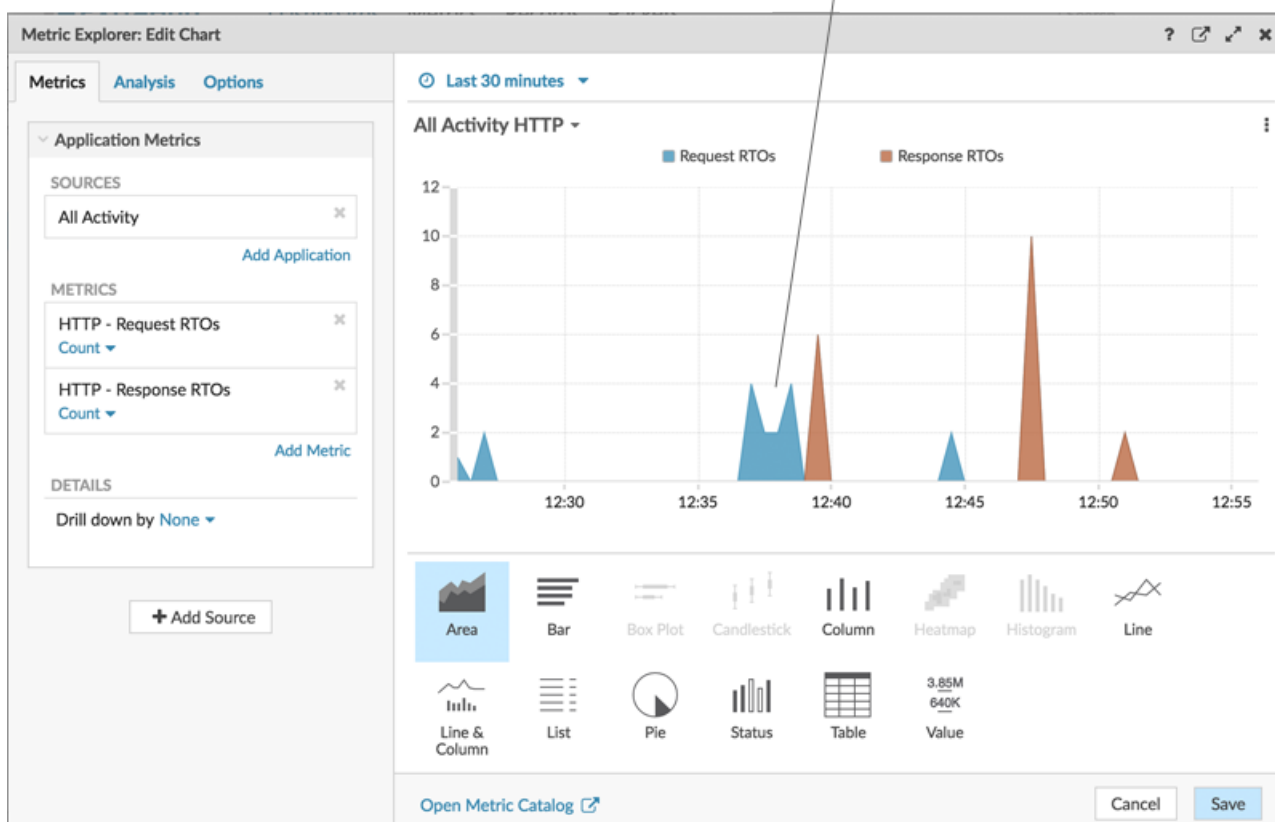 Metric Explorer: Edit Chart
?
Metrics Analysis Options
Application Metrics
SOURCES
All Activity
Add Application
METRICS
HTTP - Request RTOs
Count
HTTP - Response RTOs
Count
Add Metric
DETAILS
Drill down by None
+ Add Source
Last 30 minutes
All Activity HTTP
Request RTOs Response RTOs
12
10
8
6
4
2
0
12:30 12:35 12:40 12:45 12:50 12:55
Area Bar Box Plot Candlestick Column Heatmap Histogram Line
3.85M
640K
Line & Column List Pie Status Table Value
Open Metric Catalog
Cancel Save